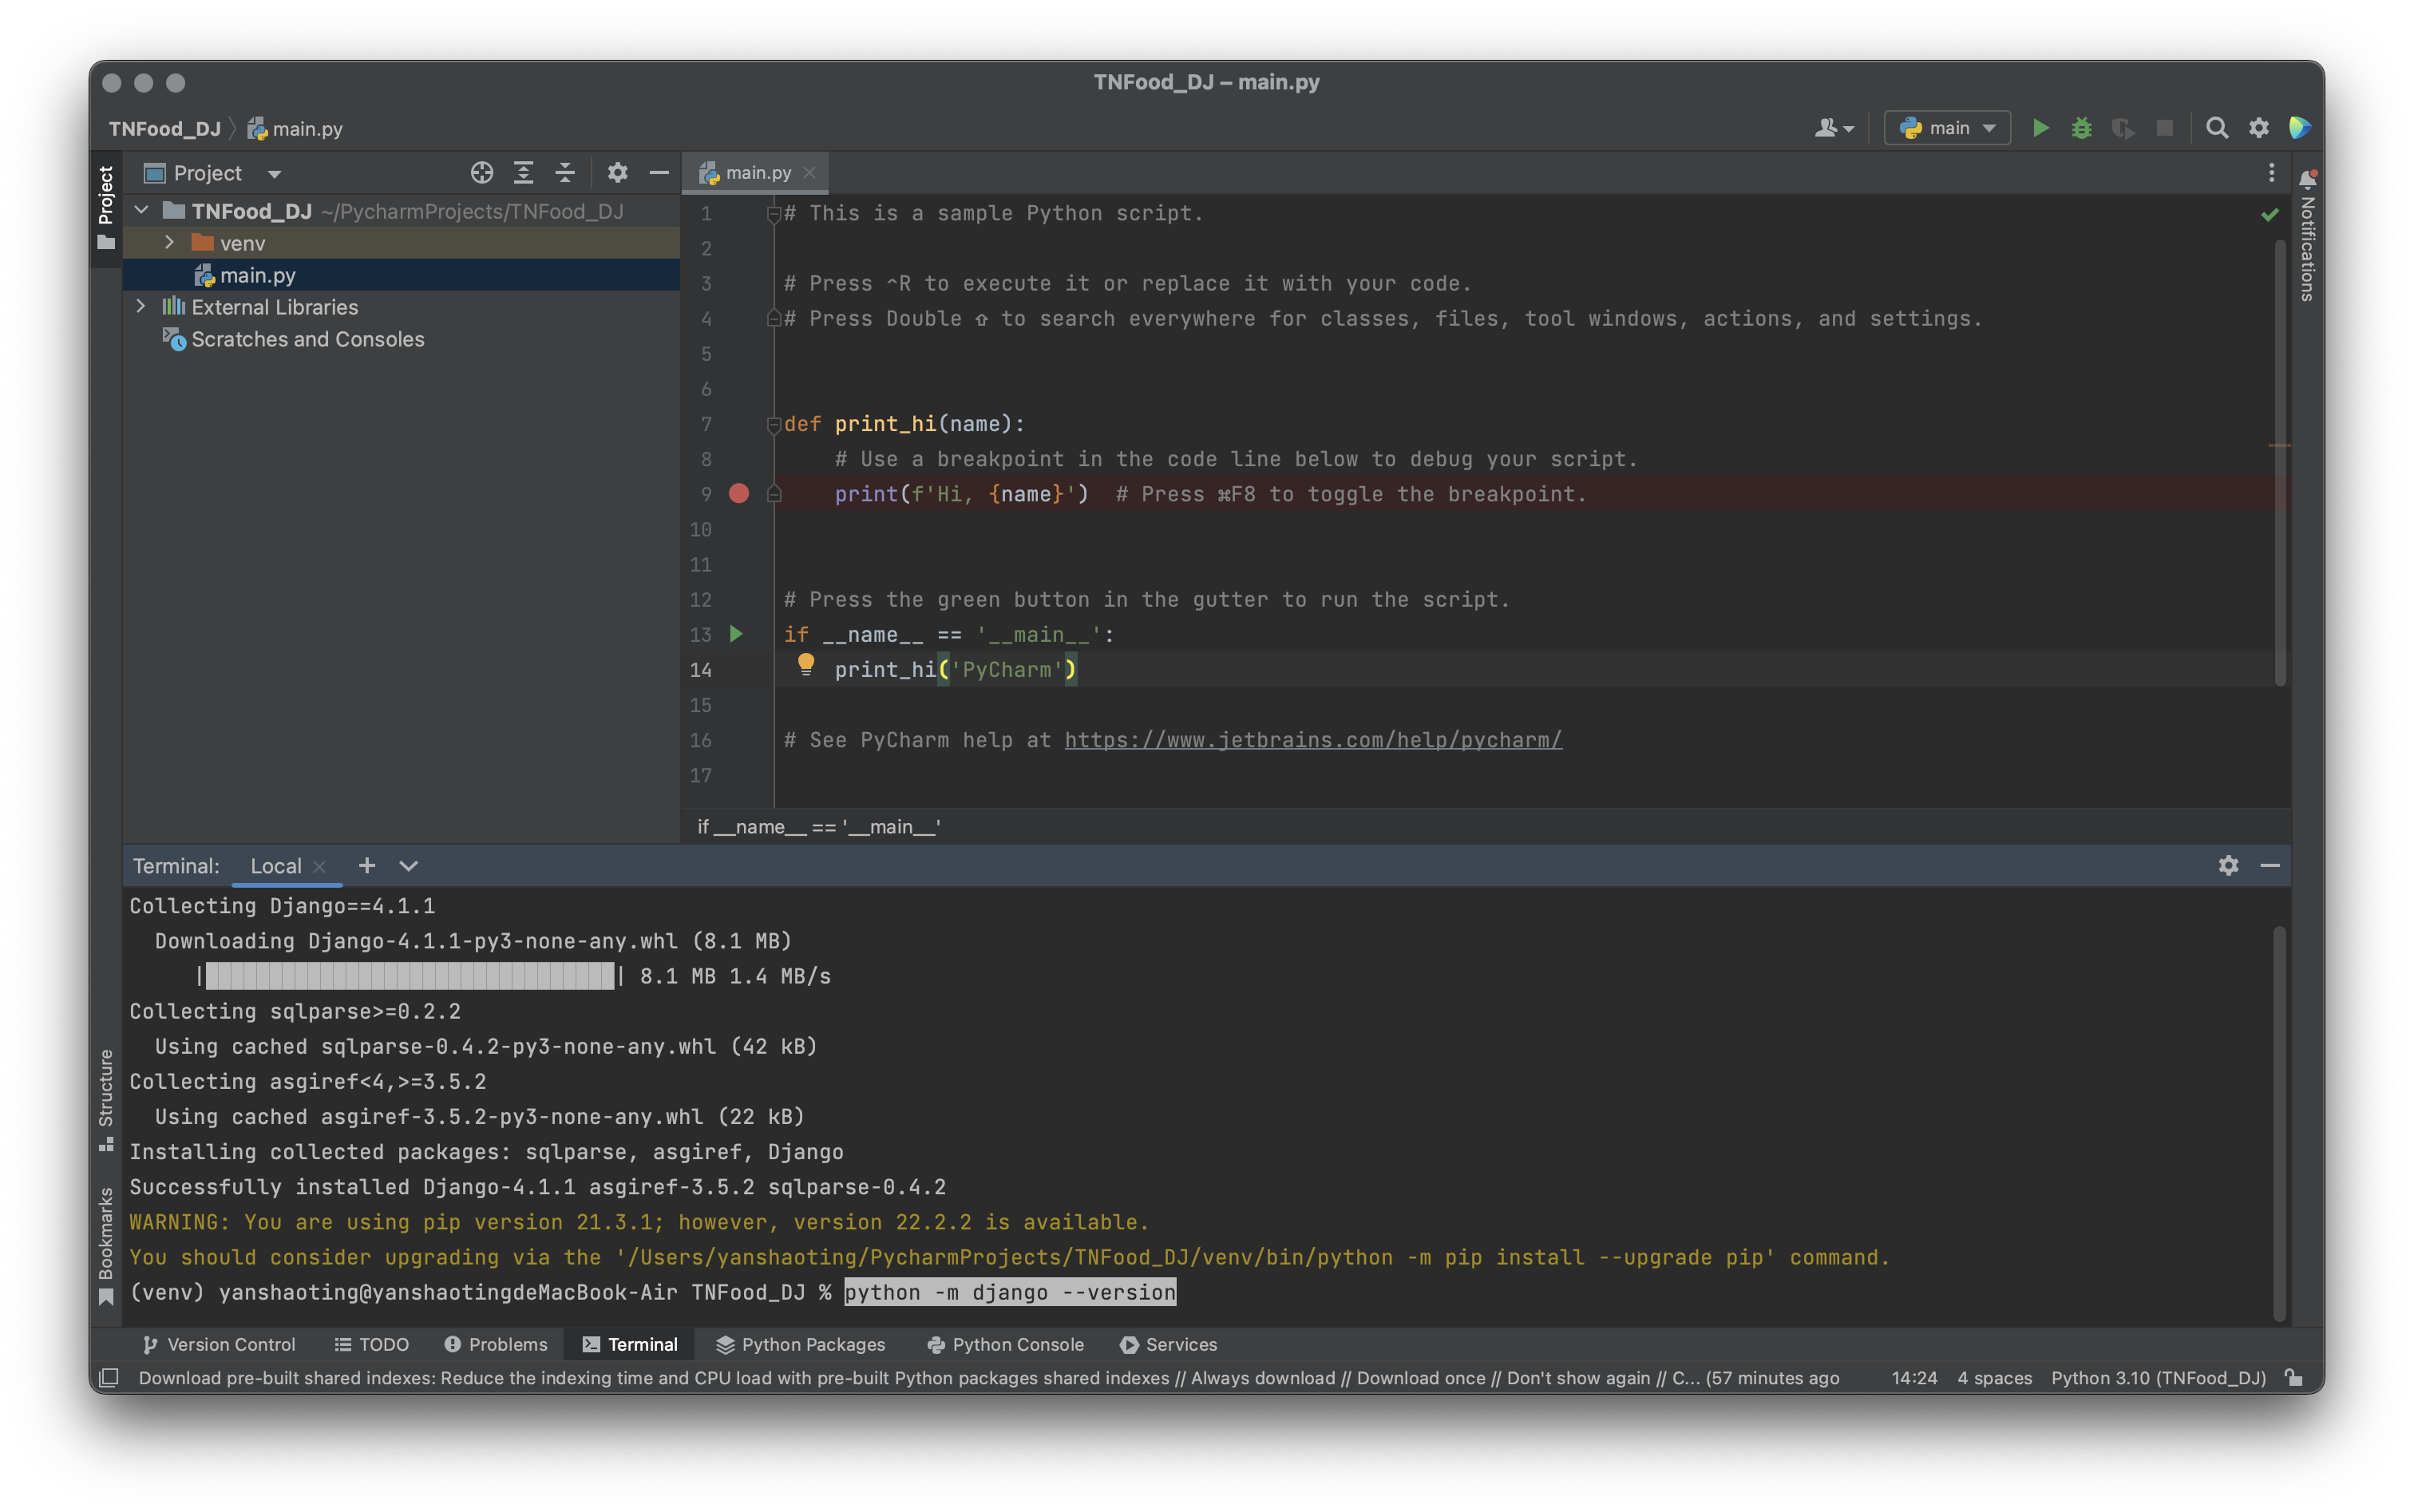 TNFood_DJ – main.py
TNFood_DJ main.py
main
Project
Project
main.py
Notifications
TNFood_DJ ~/PycharmProjects/TNFood_DJ
venv
main.py
External Libraries
Scratches and Consoles
1 # This is a sample Python script.
2
3 # Press ^R to execute it or replace it with your code.
4 # Press Double ⇧ to search everywhere for classes, files, tool windows, actions, and settings.
5
6
7 def print_hi(name):
8 # Use a breakpoint in the code line below to debug your script.
9 print(f'Hi, {name}')  # Press ⌘F8 to toggle the breakpoint.
10
11
12 # Press the green button in the gutter to run the script.
13 if __name__ == '__main__':
14 print_hi('PyCharm')
15
16 # See PyCharm help at https://www.jetbrains.com/help/pycharm/
17
if __name__ == '__main__'
Terminal: Local
Collecting Django==4.1.1
Downloading Django-4.1.1-py3-none-any.whl (8.1 MB)
|████████████████████████████████| 8.1 MB 1.4 MB/s
Collecting sqlparse>=0.2.2
Using cached sqlparse-0.4.2-py3-none-any.whl (42 kB)
Collecting asgiref<4,>=3.5.2
Using cached asgiref-3.5.2-py3-none-any.whl (22 kB)
Installing collected packages: sqlparse, asgiref, Django
Successfully installed Django-4.1.1 asgiref-3.5.2 sqlparse-0.4.2
WARNING: You are using pip version 21.3.1; however, version 22.2.2 is available.
You should consider upgrading via the '/Users/yanshaoting/PycharmProjects/TNFood_DJ/venv/bin/python -m pip install --upgrade pip' command.
(venv) yanshaoting@yanshaotingdeMacBook-Air TNFood_DJ % python -m django --version
Structure
Bookmarks
Version Control TODO Problems Terminal Python Packages Python Console Services
Download pre-built shared indexes: Reduce the indexing time and CPU load with pre-built Python packages shared indexes // Always download // Download once // Don't show again // C... (57 minutes ago 14:24 4 spaces Python 3.10 (TNFood_DJ)